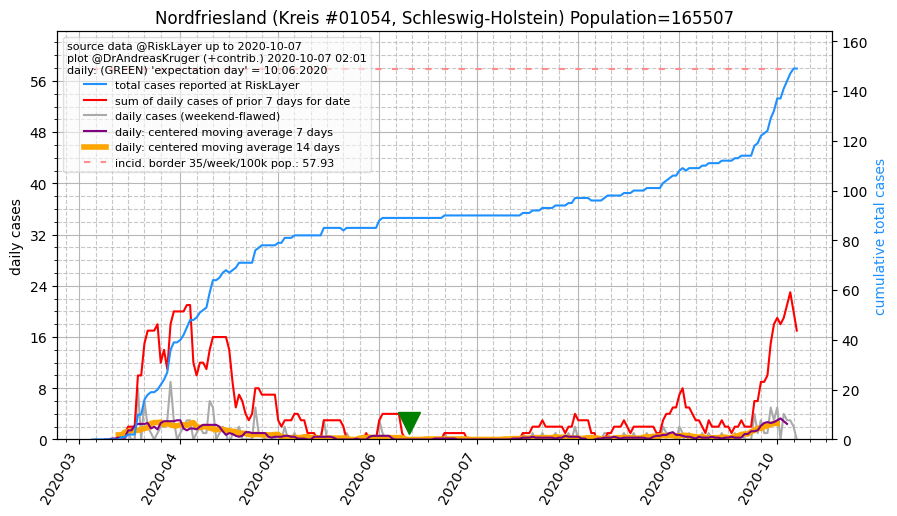 Nordfriesland (Kreis #01054, Schleswig-Holstein) Population=165507
source data @RiskLayer up to 2020-10-07
plot @DrAndreasKruger (+contrib.) 2020-10-07 02:01
daily: (GREEN) 'expectation day' = 10.06.2020
total cases reported at RiskLayer
sum of daily cases of prior 7 days for date
daily cases (weekend-flawed)
daily: centered moving average 7 days
daily: centered moving average 14 days
incid. border 35/week/100k pop.: 57.93
daily cases
56
48
40
32
24
16
8
0
cumulative total cases
160
140
120
100
80
60
40
20
0
2020-03
2020-04
2020-05
2020-06
2020-07
2020-08
2020-09
2020-10